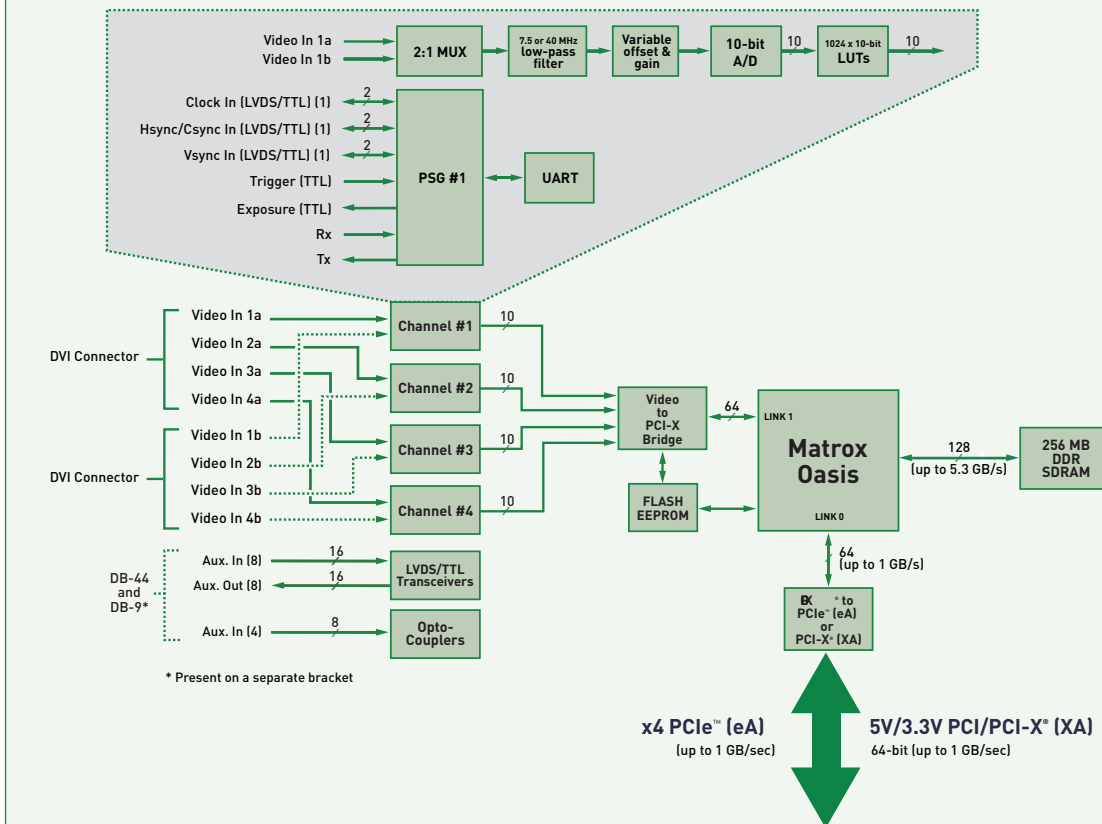 Video In 1a
Video In 1b
2:1 MUX
7.5 or 40 MHz
low-pass
filter
Variable
offset &
gain
10-bit
A/D
10
1024 x 10-bit
LUTs
10
Clock In (LVDS/TTL) (1)
2
Hsync/Csync In (LVDS/TTL) (1)
2
Vsync In (LVDS/TTL) (1)
2
Trigger (TTL)
Exposure (TTL)
Rx
Tx
PSG #1
UART
DVI Connector
Video In 1a
Video In 2a
Video In 3a
Video In 4a
DVI Connector
Video In 1b
Video In 2b
Video In 3b
Video In 4b
Channel #1
10
Channel #2
10
Channel #3
10
Channel #4
10
Video
to
PCI-X
Bridge
64
FLASH
EEPROM
LINK 1
Matrox
Oasis
LINK 0
128
(up to 5.3 GB/s)
256 MB
DDR
SDRAM
64
(up to 1 GB/s)
DB-44
and
DB-9*
Aux. In (8)
16
Aux. Out (8)
16
LVDS/TTL
Transceivers
Aux. In (4)
8
Opto-
Couplers
* Present on a separate bracket
® to
PCIe™ (eA)
or
PCI-X® (XA)
x4 PCIe™ (eA)
(up to 1 GB/sec)
5V/3.3V PCI/PCI-X® (XA)
64-bit (up to 1 GB/sec)